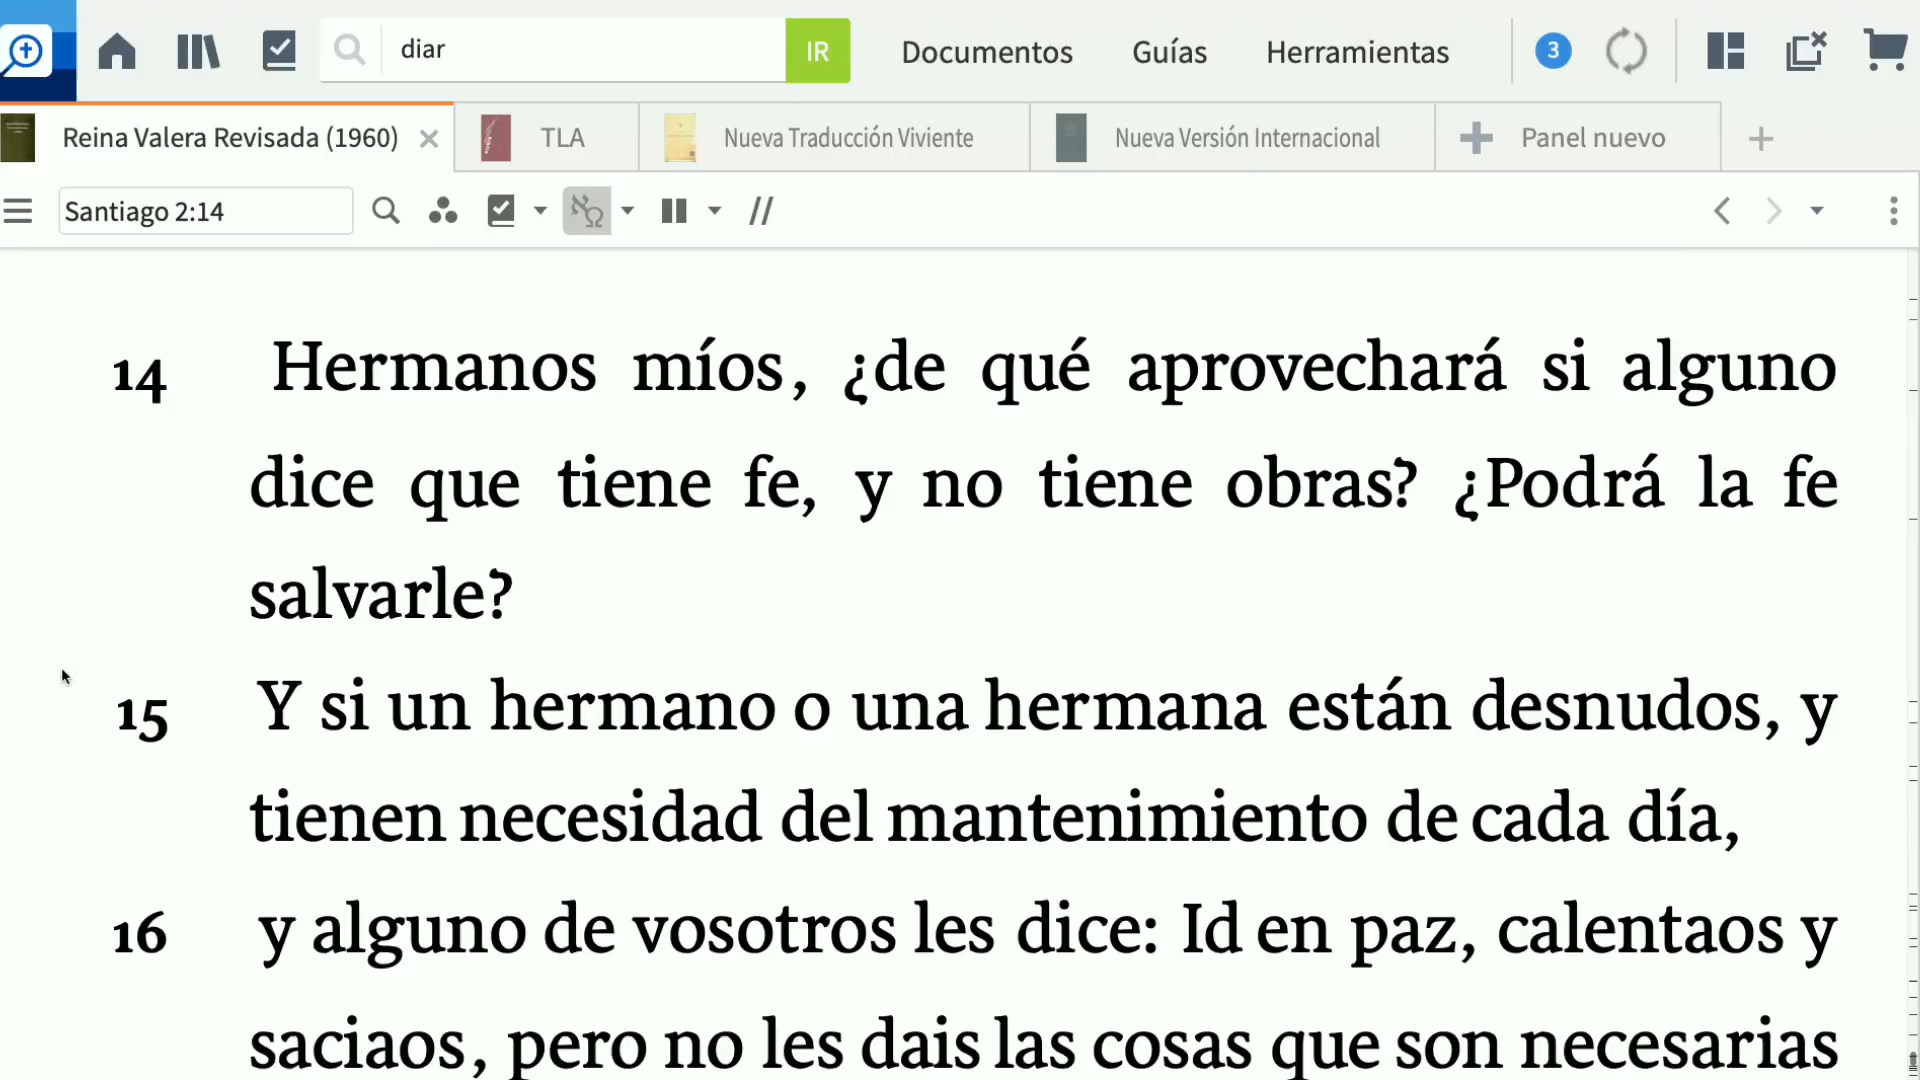 diar
IR
Documentos
Guías
Herramientas
3
Reina Valera Revisada (1960)
TLA
Nueva Traducción Viviente
Nueva Versión Internacional
Panel nuevo
Santiago 2:14
14 Hermanos míos, ¿de qué aprovechará si alguno
dice que tiene fe, y no tiene obras? ¿Podrá la fe
salvarle?
15 Y si un hermano o una hermana están desnudos, y
tienen necesidad del mantenimiento de cada día,
16 y alguno de vosotros les dice: Id en paz, calentaos y
saciaos, pero no les dais las cosas que son necesarias